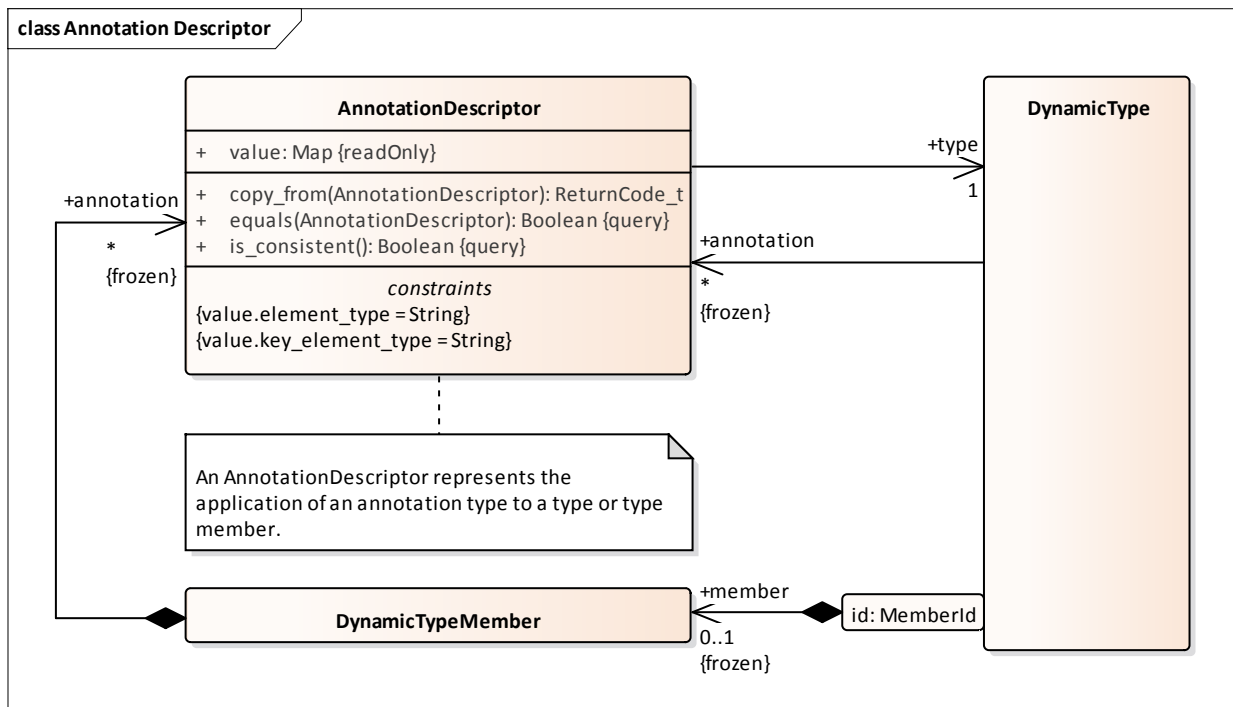 class Annotation Descriptor
AnnotationDescriptor
+ value: Map {readOnly}
+ copy_from(AnnotationDescriptor): ReturnCode_t
+ equals(AnnotationDescriptor): Boolean {query}
+ is_consistent(): Boolean {query}
constraints
{value.element_type = String}
{value.key_element_type = String}
DynamicType
+type
1
+annotation
*
{frozen}
+annotation
*
{frozen}
An AnnotationDescriptor represents the
application of an annotation type to a type or type
member.
DynamicTypeMember
+member
0..1
{frozen}
id: MemberId